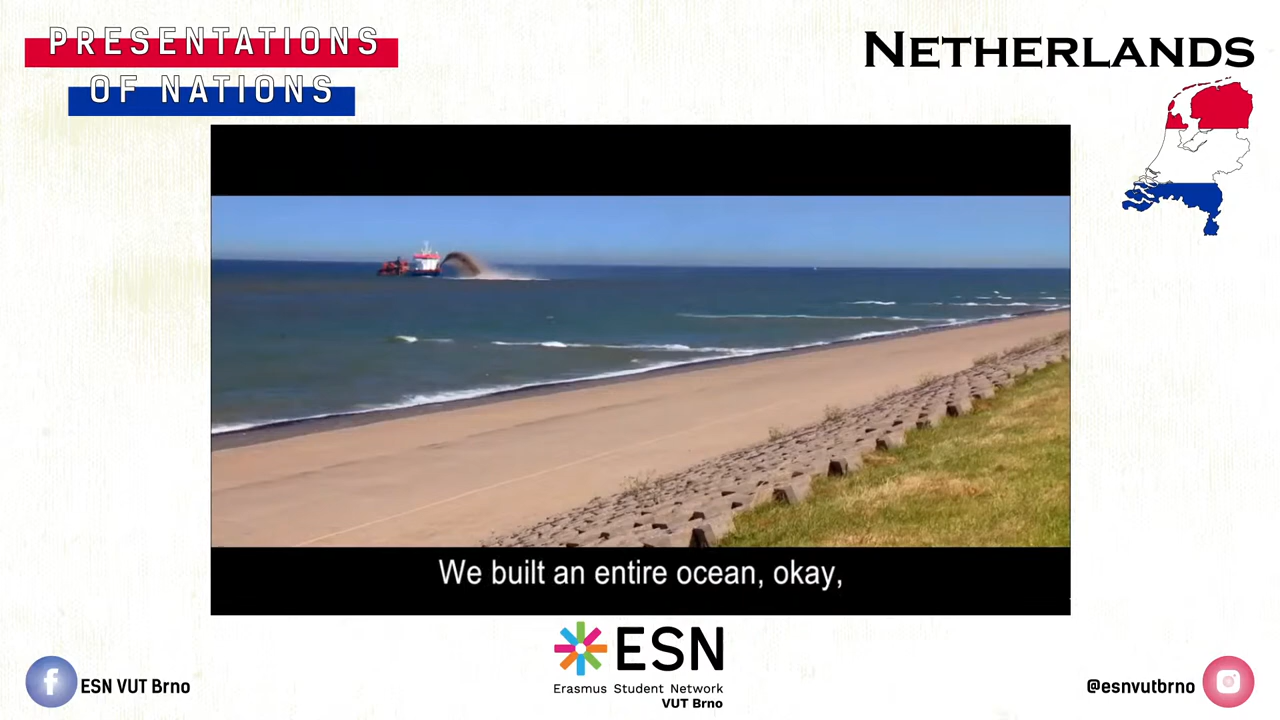 PRESENTATIONS
OF NATIONS
NETHERLANDS
We built an entire ocean, okay,
ESN
Erasmus Student Network
VUT Brno
f
ESN VUT Brno
@esnvutbrno